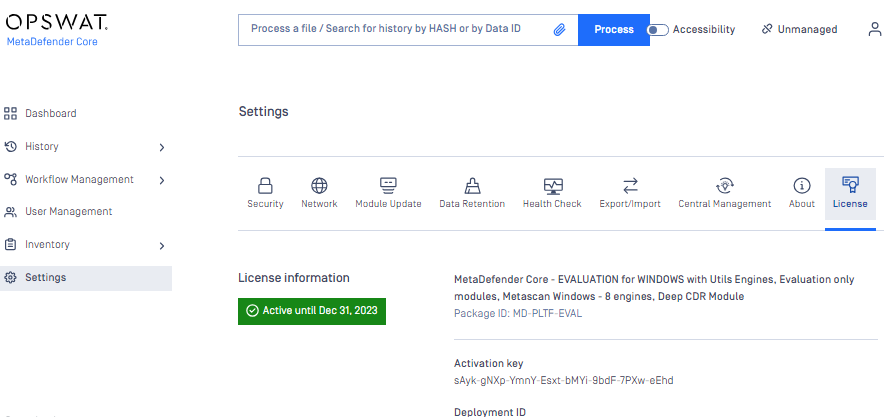 OPSWAT.
MetaDefender Core
Process a file / Search for history by HASH or by Data ID
Process
Accessibility
Unmanaged
Dashboard
History
Workflow Management
User Management
Inventory
Settings
Settings
Security
Network
Module Update
Data Retention
Health Check
Export/Import
Central Management
About
License
License information
Active until Dec 31, 2023
MetaDefender Core - EVALUATION for WINDOWS with Utils Engines, Evaluation only
modules, Metascan Windows - 8 engines, Deep CDR Module
Package ID: MD-PLTF-EVAL
Activation key
sAyk-gNXp-YmnY-Esxt-bMYi-9bdF-7PXw-eEhd
Deployment ID